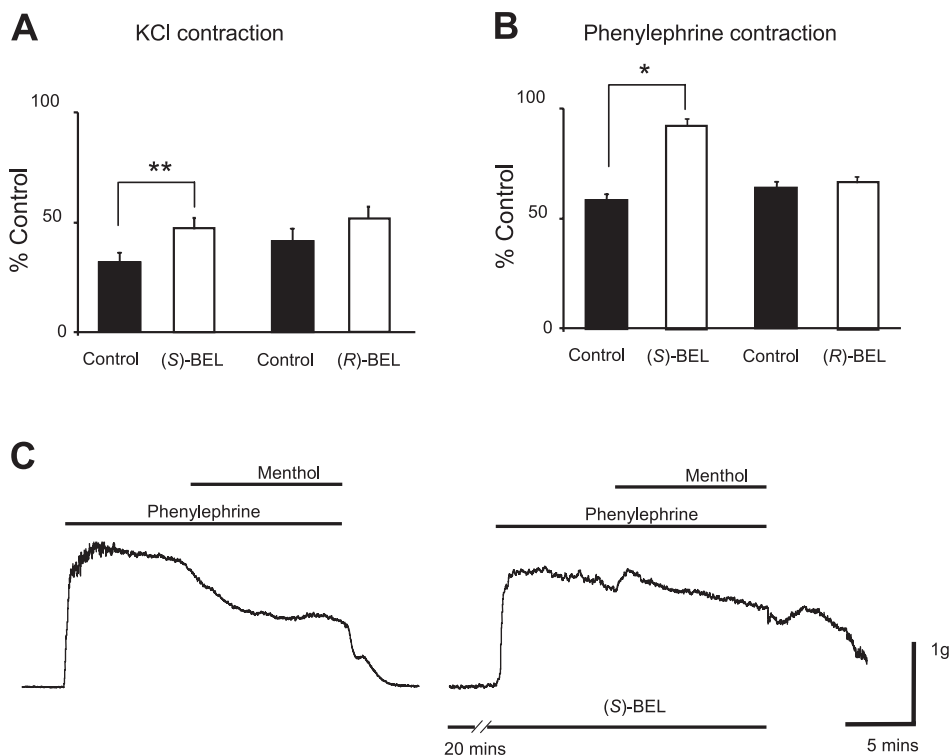 A
KCl contraction
100
**
50
0
% Control
Control (S)-BEL Control (R)-BEL
B
Phenylephrine contraction
100
*
50
0
% Control
Control (S)-BEL Control (R)-BEL
C
Menthol
Phenylephrine
Menthol
Phenylephrine
(S)-BEL
20 mins
1g
5 mins